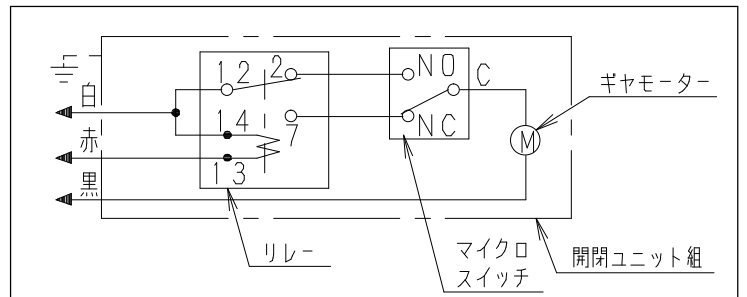 白
赤
黒
12
2
14
7
13
NO
C
NC
M
ギヤモーター
リレー
マイクロ
スイッチ
開閉ユニット組